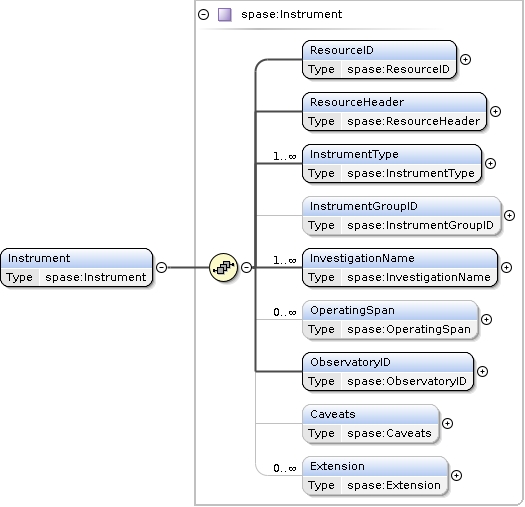 spase:Instrument
ResourceID
Type spase:ResourceID
ResourceHeader
Type spase:ResourceHeader
1..∞ InstrumentType
Type spase:InstrumentType
InstrumentGroupID
Type spase:InstrumentGroupID
Instrument
Type spase:Instrument
1..∞ InvestigationName
Type spase:InvestigationName
0..∞ OperatingSpan
Type spase:OperatingSpan
ObservatoryID
Type spase:ObservatoryID
Caveats
Type spase:Caveats
0..∞ Extension
Type spase:Extension